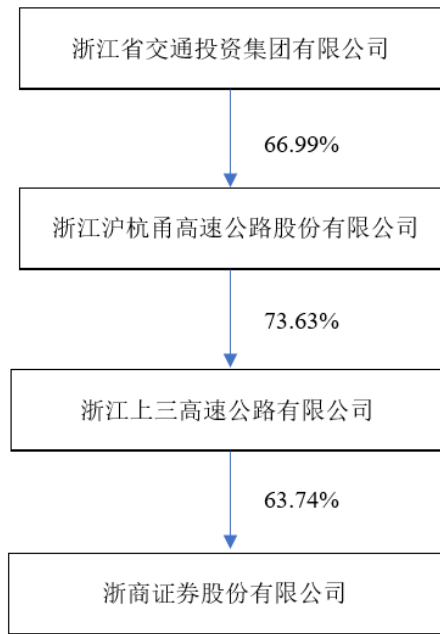 浙江省交通投资集团有限公司
66.99%
浙江沪杭甬高速公路股份有限公司
73.63%
浙江上三高速公路有限公司
63.74%
浙商证券股份有限公司